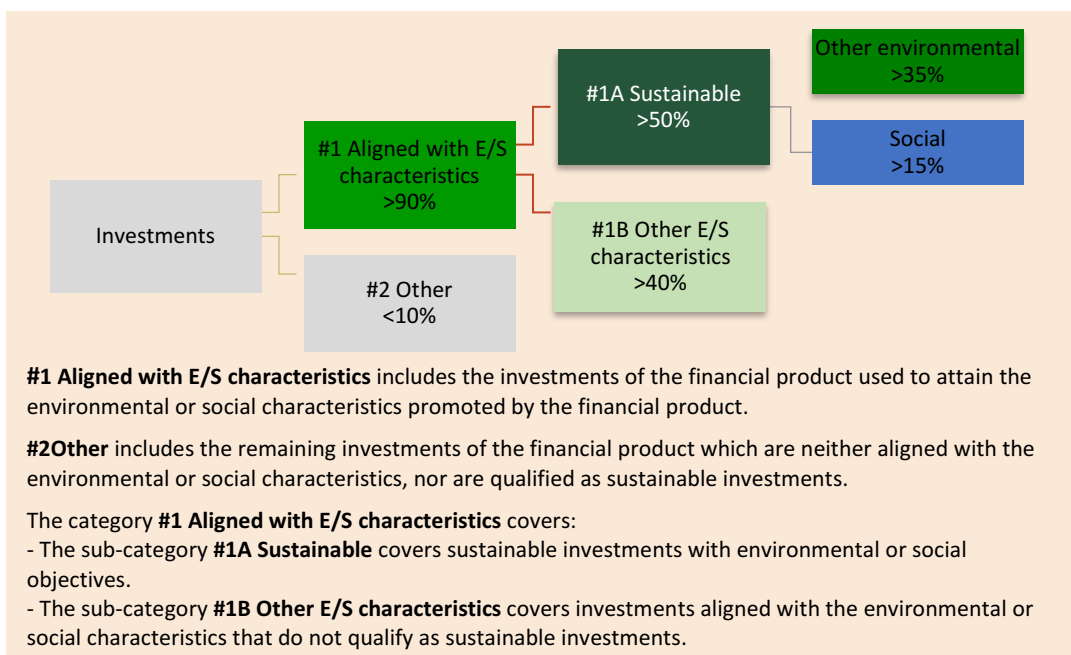 Investments
#1 Aligned with E/S
characteristics
>90%
#2 Other
<10%
#1A Sustainable
>50%
#1B Other E/S
characteristics
>40%
Other environmental
>35%
Social
>15%
#1 Aligned with E/S characteristics includes the investments of the financial product used to attain the
environmental or social characteristics promoted by the financial product.
#2Other includes the remaining investments of the financial product which are neither aligned with the
environmental or social characteristics, nor are qualified as sustainable investments.
The category #1 Aligned with E/S characteristics covers:
- The sub-category #1A Sustainable covers sustainable investments with environmental or social
objectives.
- The sub-category #1B Other E/S characteristics covers investments aligned with the environmental or
social characteristics that do not qualify as sustainable investments.